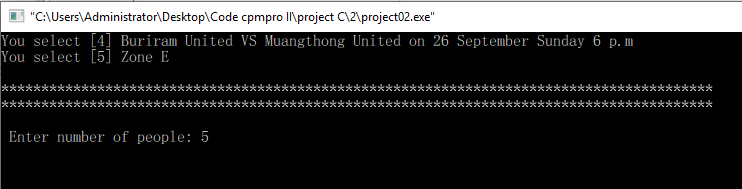 "C:\Users\Administrator\Desktop\Code cpmpro II\project C\2\project02.exe"
You select [4] Buriram United VS Muangthong United on 26 September Sunday 6 p.m
You select [5] Zone E
*****************************************************************************************
*****************************************************************************************
Enter number of people: 5